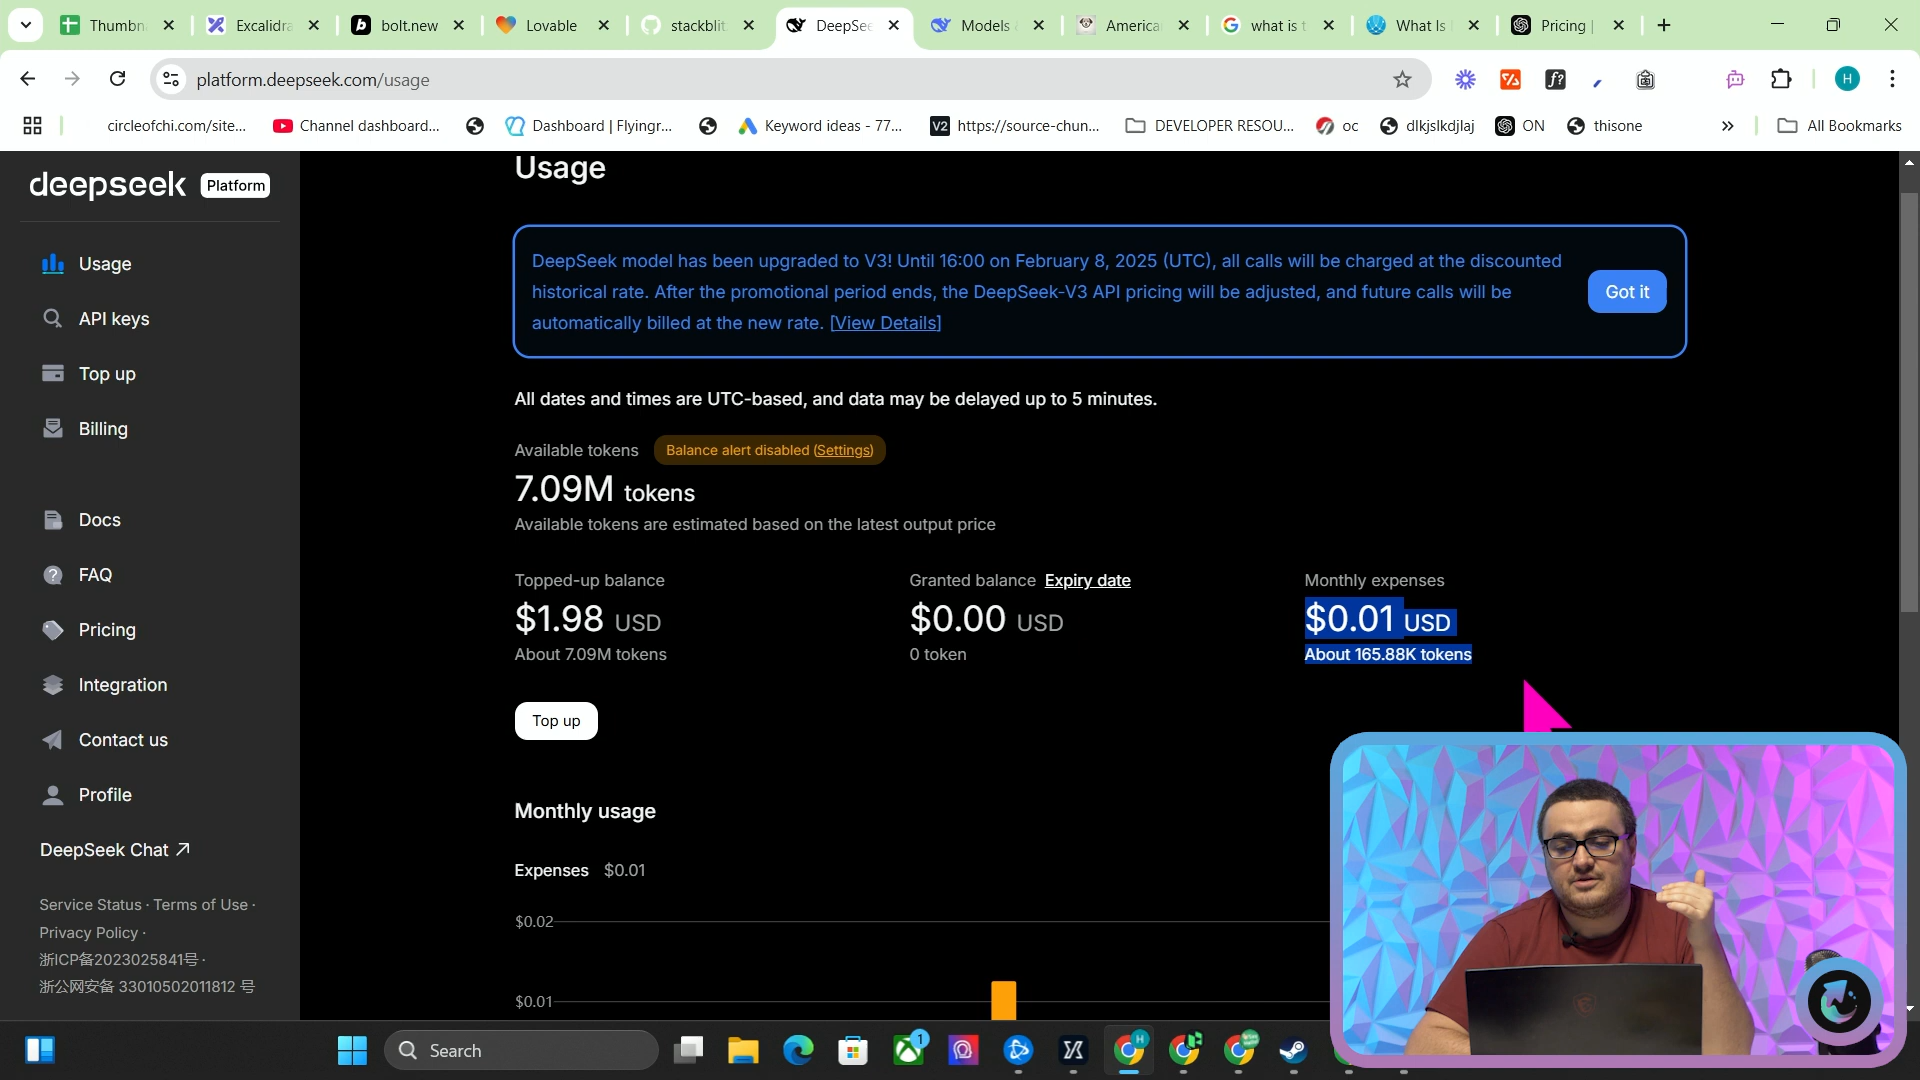 Thumbn
Excalidra
bolt.new
Lovable
stackblit
DeepSee
Models &
America
what is t
What Is
Pricing |
platform.deepseek.com/usage
H
circleofchi.com/site...
Channel dashboard...
Dashboard | Flyingr...
Keyword ideas - 77...
V2
https://source-chun...
DEVELOPER RESOU...
oc
dlkjslkdjlaj
ON
thisone
All Bookmarks
deepseek Platform
Usage
API keys
Top up
Billing
Docs
FAQ
Pricing
Integration
Contact us
Profile
DeepSeek Chat
Service Status · Terms of Use ·
Privacy Policy ·
浙ICP备2023025841号 ·
浙公网安备 33010502011812 号
Usage
DeepSeek model has been upgraded to V3! Until 16:00 on February 8, 2025 (UTC), all calls will be charged at the discounted
historical rate. After the promotional period ends, the DeepSeek-V3 API pricing will be adjusted, and future calls will be
automatically billed at the new rate. [View Details]
Got it
All dates and times are UTC-based, and data may be delayed up to 5 minutes.
Available tokens
Balance alert disabled (Settings)
7.09M tokens
Available tokens are estimated based on the latest output price
Topped-up balance
$1.98 USD
About 7.09M tokens
Granted balance Expiry date
$0.00 USD
0 token
Monthly expenses
$0.01 USD
About 165.88K tokens
Top up
Monthly usage
Expenses $0.01
$0.02
$0.01
Search
1
H